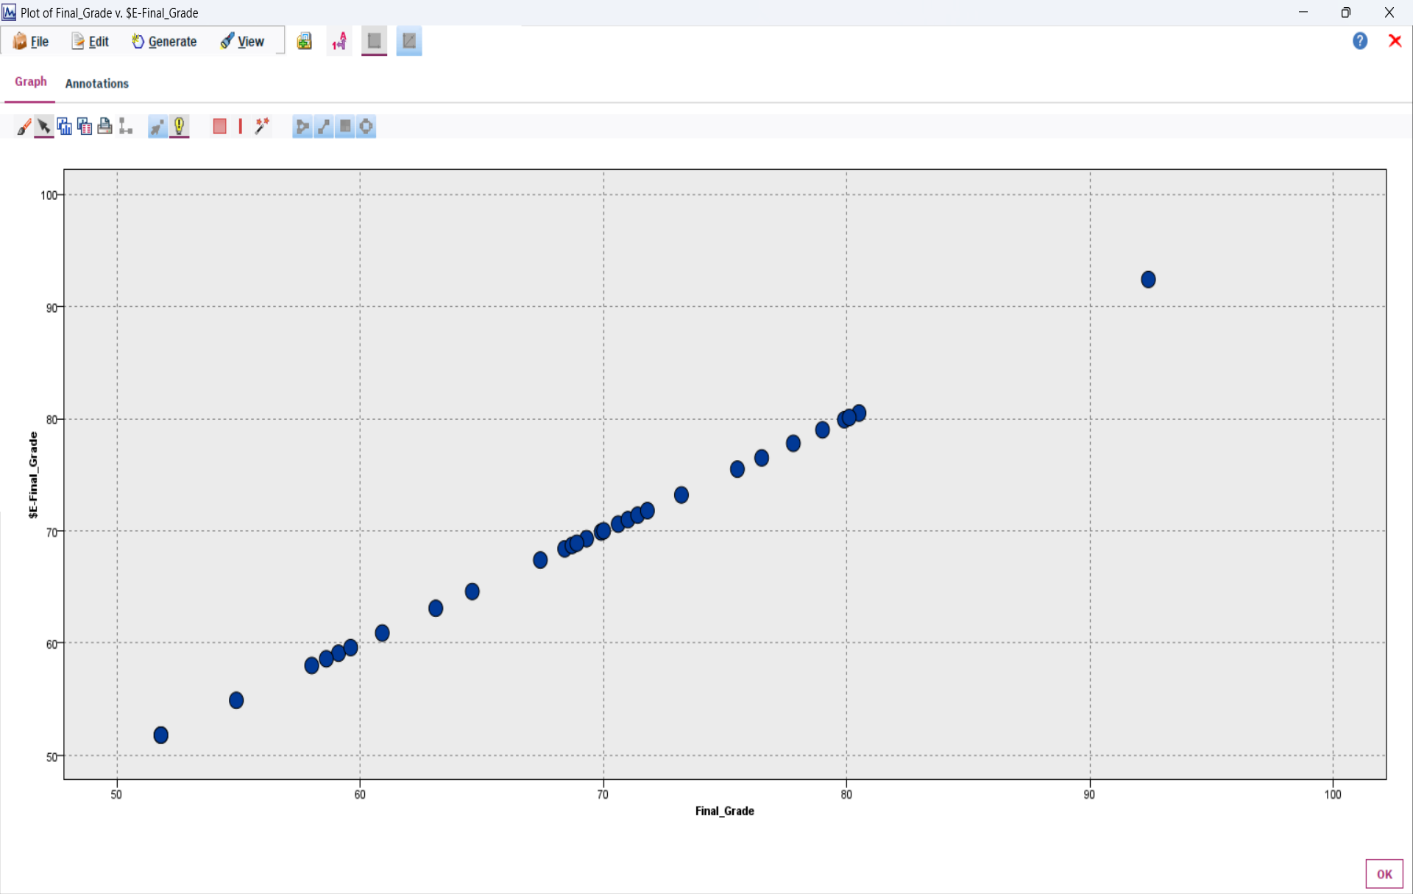 Plot of Final_Grade v. $E-Final_Grade
File Edit Generate View
Graph Annotations
100
90
80
70
60
50
$E-Final_Grade
50 60 70 80 90 100
Final_Grade
OK